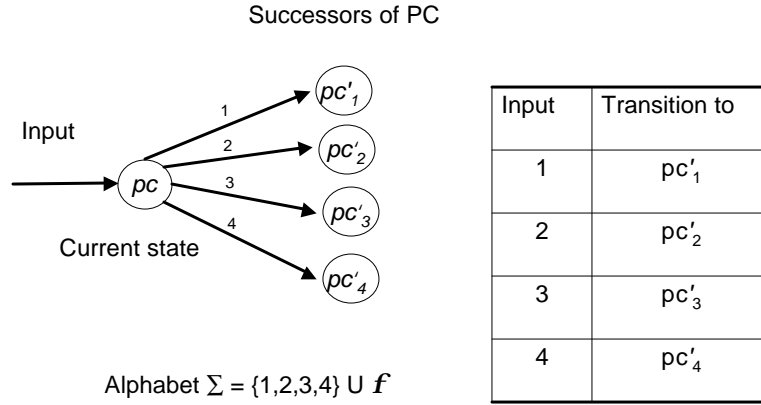 Successors of PC
Input
pc
Current state
1
2
3
4
pc′₁
pc′₂
pc′₃
pc′₄
Input Transition to
1 pc′₁
2 pc′₂
3 pc′₃
4 pc′₄
Alphabet Σ = {1,2,3,4} U f